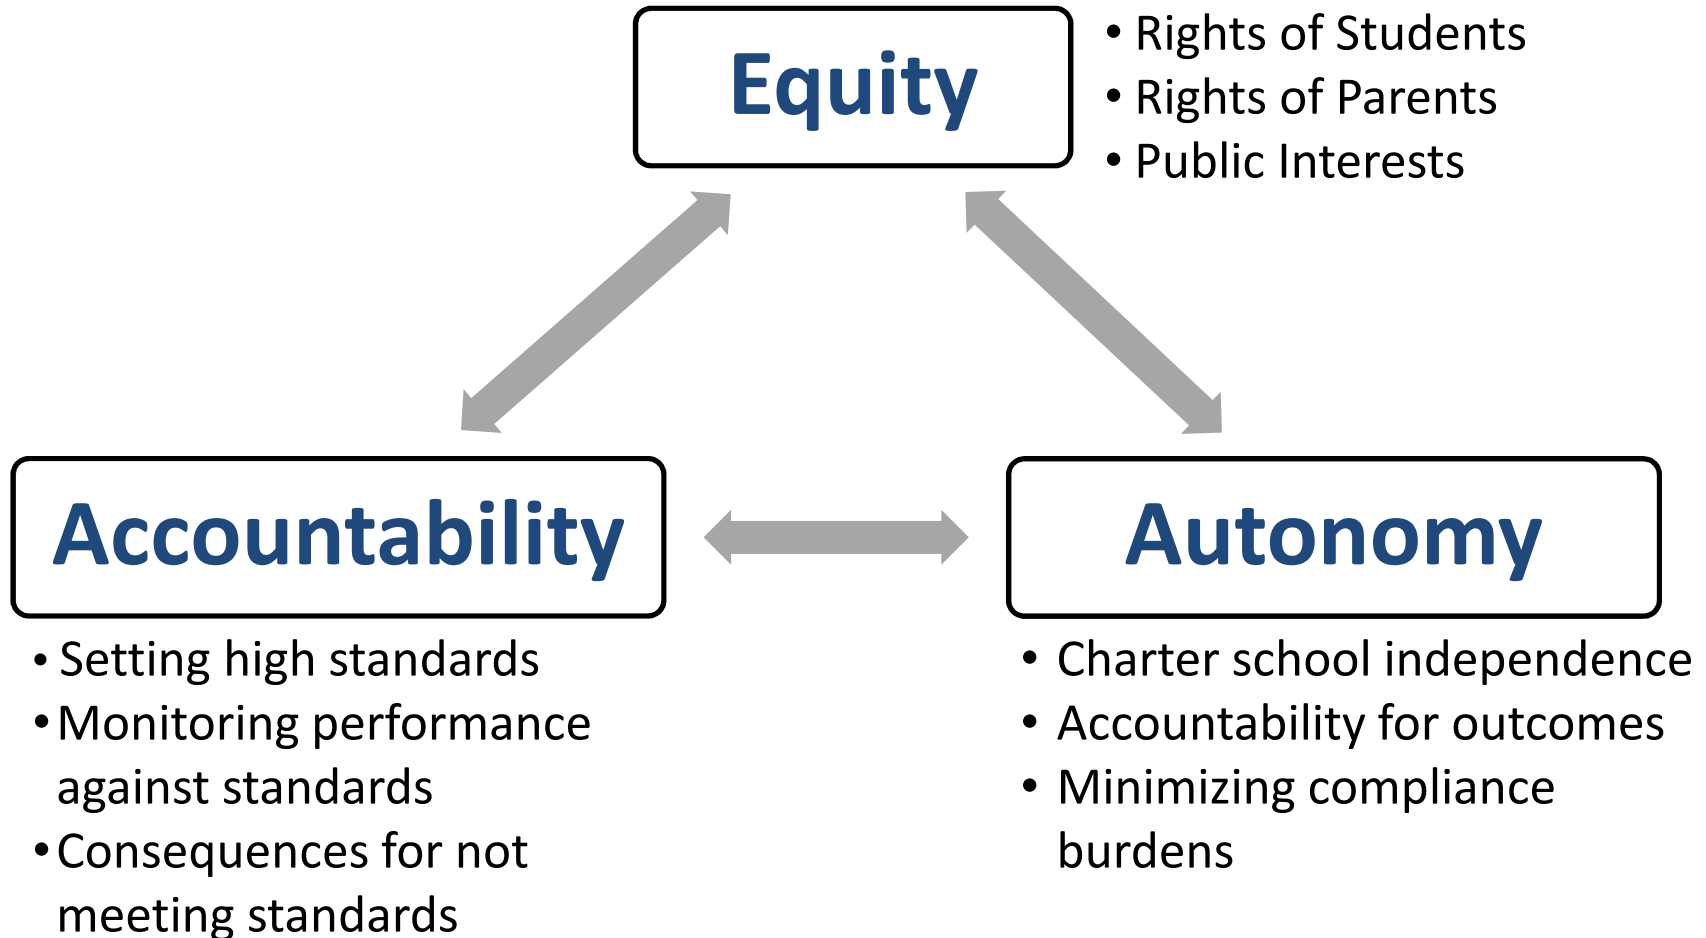 Equity
• Rights of Students
• Rights of Parents
• Public Interests
Accountability
• Setting high standards
• Monitoring performance
against standards
• Consequences for not
meeting standards
Autonomy
• Charter school independence
• Accountability for outcomes
• Minimizing compliance
burdens